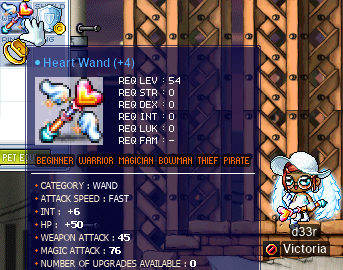 SHIELD
• Heart Wand (+4)
REQ LEV : 54
REQ STR : 0
REQ DEX : 0
REQ INT : 0
REQ LUK : 0
REQ FAM : -
PET E
BEGINNER WARRIOR MAGICIAN BOWMAN THIEF PIRATE
• CATEGORY : WAND
• ATTACK SPEED : FAST
• INT : +6
• HP : +50
• WEAPON ATTACK : 45
• MAGIC ATTACK : 76
• NUMBER OF UPGRADES AVAILABLE : 0
d33r
Victoria